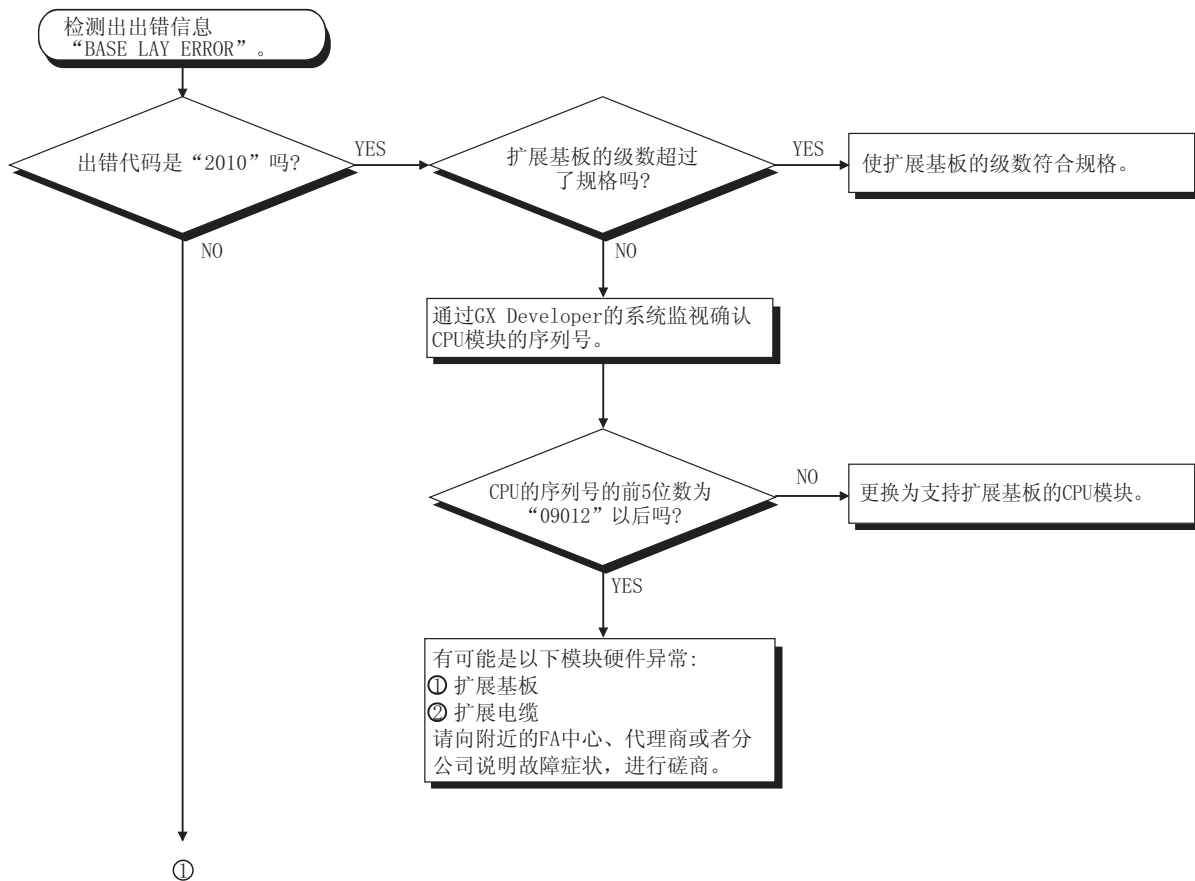 检测出出错信息
“BASE LAY ERROR”。
出错代码是“2010”吗?
YES
扩展基板的级数超过
了规格吗?
YES
使扩展基板的级数符合规格。
NO
NO
通过GX Developer的系统监视确认
CPU模块的序列号。
CPU的序列号的前5位数为
“09012”以后吗?
NO
更换为支持扩展基板的CPU模块。
YES
有可能是以下模块硬件异常:
① 扩展基板
② 扩展电缆
请向附近的FA中心、代理商或者分
公司说明故障症状，进行磋商。
①